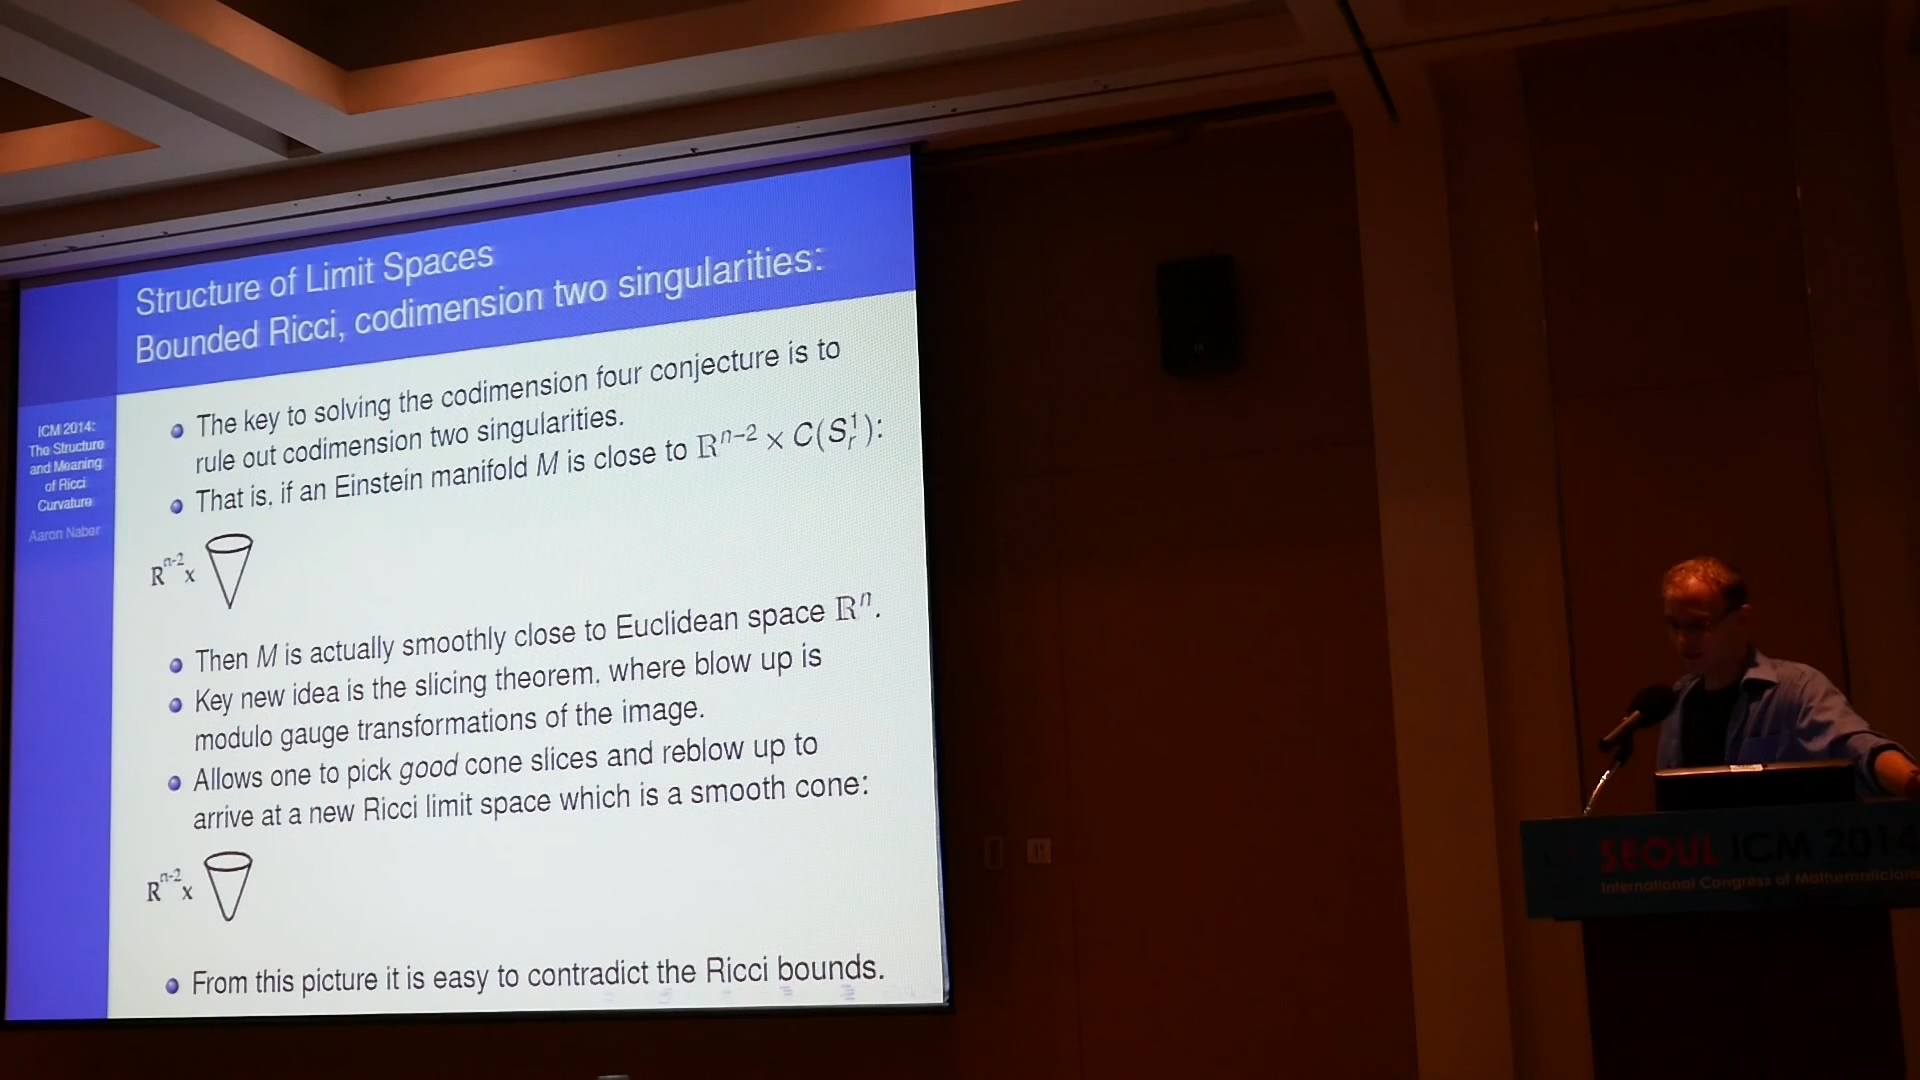 Structure of Limit Spaces
Bounded Ricci, codimension two singularities:
ICM 2014:
The Structure
and Meaning
of Ricci
Curvature
Aaron Naber
The key to solving the codimension four conjecture is to
rule out codimension two singularities.
That is, if an Einstein manifold M is close to ℝⁿ⁻² × C(S¹ᵣ):
Rⁿ⁻² x
Then M is actually smoothly close to Euclidean space ℝⁿ.
Key new idea is the slicing theorem, where blow up is
modulo gauge transformations of the image.
Allows one to pick good cone slices and reblow up to
arrive at a new Ricci limit space which is a smooth cone:
Rⁿ⁻² x
From this picture it is easy to contradict the Ricci bounds.
SEOUL ICM 2014
International Congress of Mathematicians